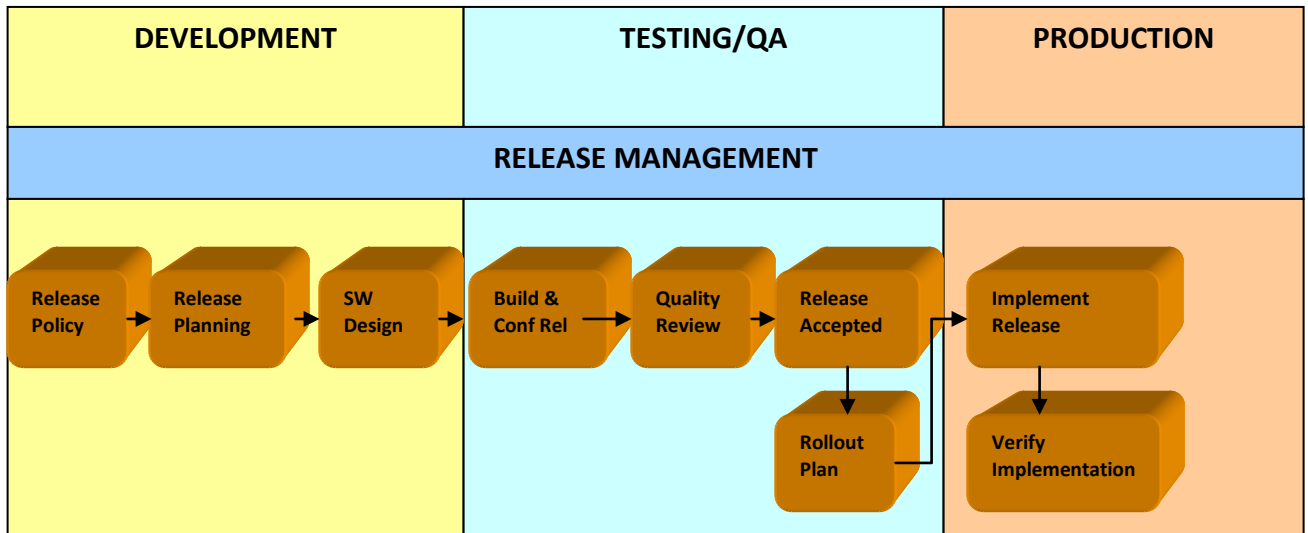 DEVELOPMENT
TESTING/QA
PRODUCTION
RELEASE MANAGEMENT
Release
Policy
Release
Planning
SW
Design
Build &
Conf Rel
Quality
Review
Release
Accepted
Implement
Release
Rollout
Plan
Verify
Implementation